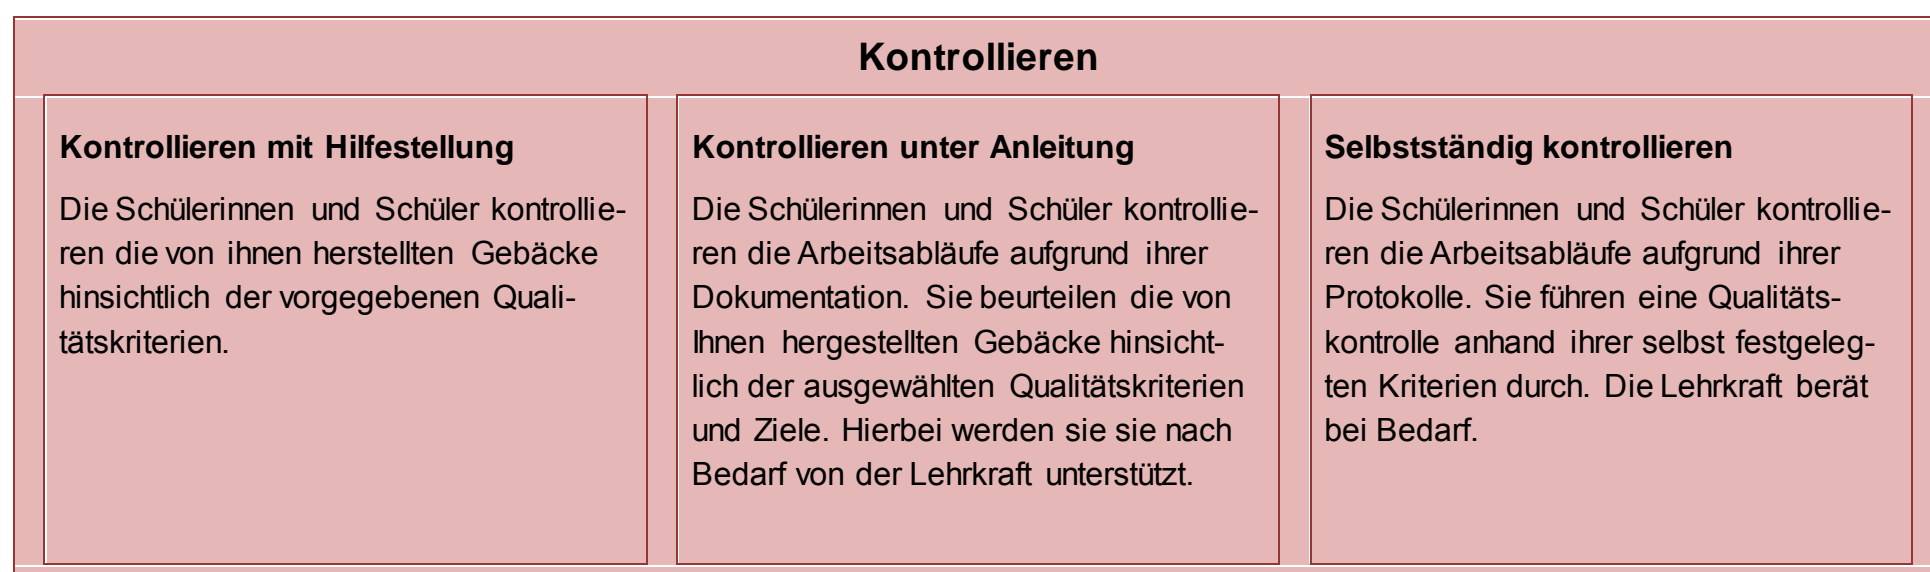 Kontrollieren
Kontrollieren mit Hilfestellung
Die Schülerinnen und Schüler kontrollie-
ren die von ihnen herstellten Gebäcke
hinsichtlich der vorgegebenen Quali-
tätskriterien.
Kontrollieren unter Anleitung
Die Schülerinnen und Schüler kontrollie-
ren die Arbeitsabläufe aufgrund ihrer
Dokumentation. Sie beurteilen die von
Ihnen hergestellten Gebäcke hinsicht-
lich der ausgewählten Qualitätskriterien
und Ziele. Hierbei werden sie sie nach
Bedarf von der Lehrkraft unterstützt.
Selbstständig kontrollieren
Die Schülerinnen und Schüler kontrollie-
ren die Arbeitsabläufe aufgrund ihrer
Protokolle. Sie führen eine Qualitäts-
kontrolle anhand ihrer selbst festgeleg-
ten Kriterien durch. Die Lehrkraft berät
bei Bedarf.